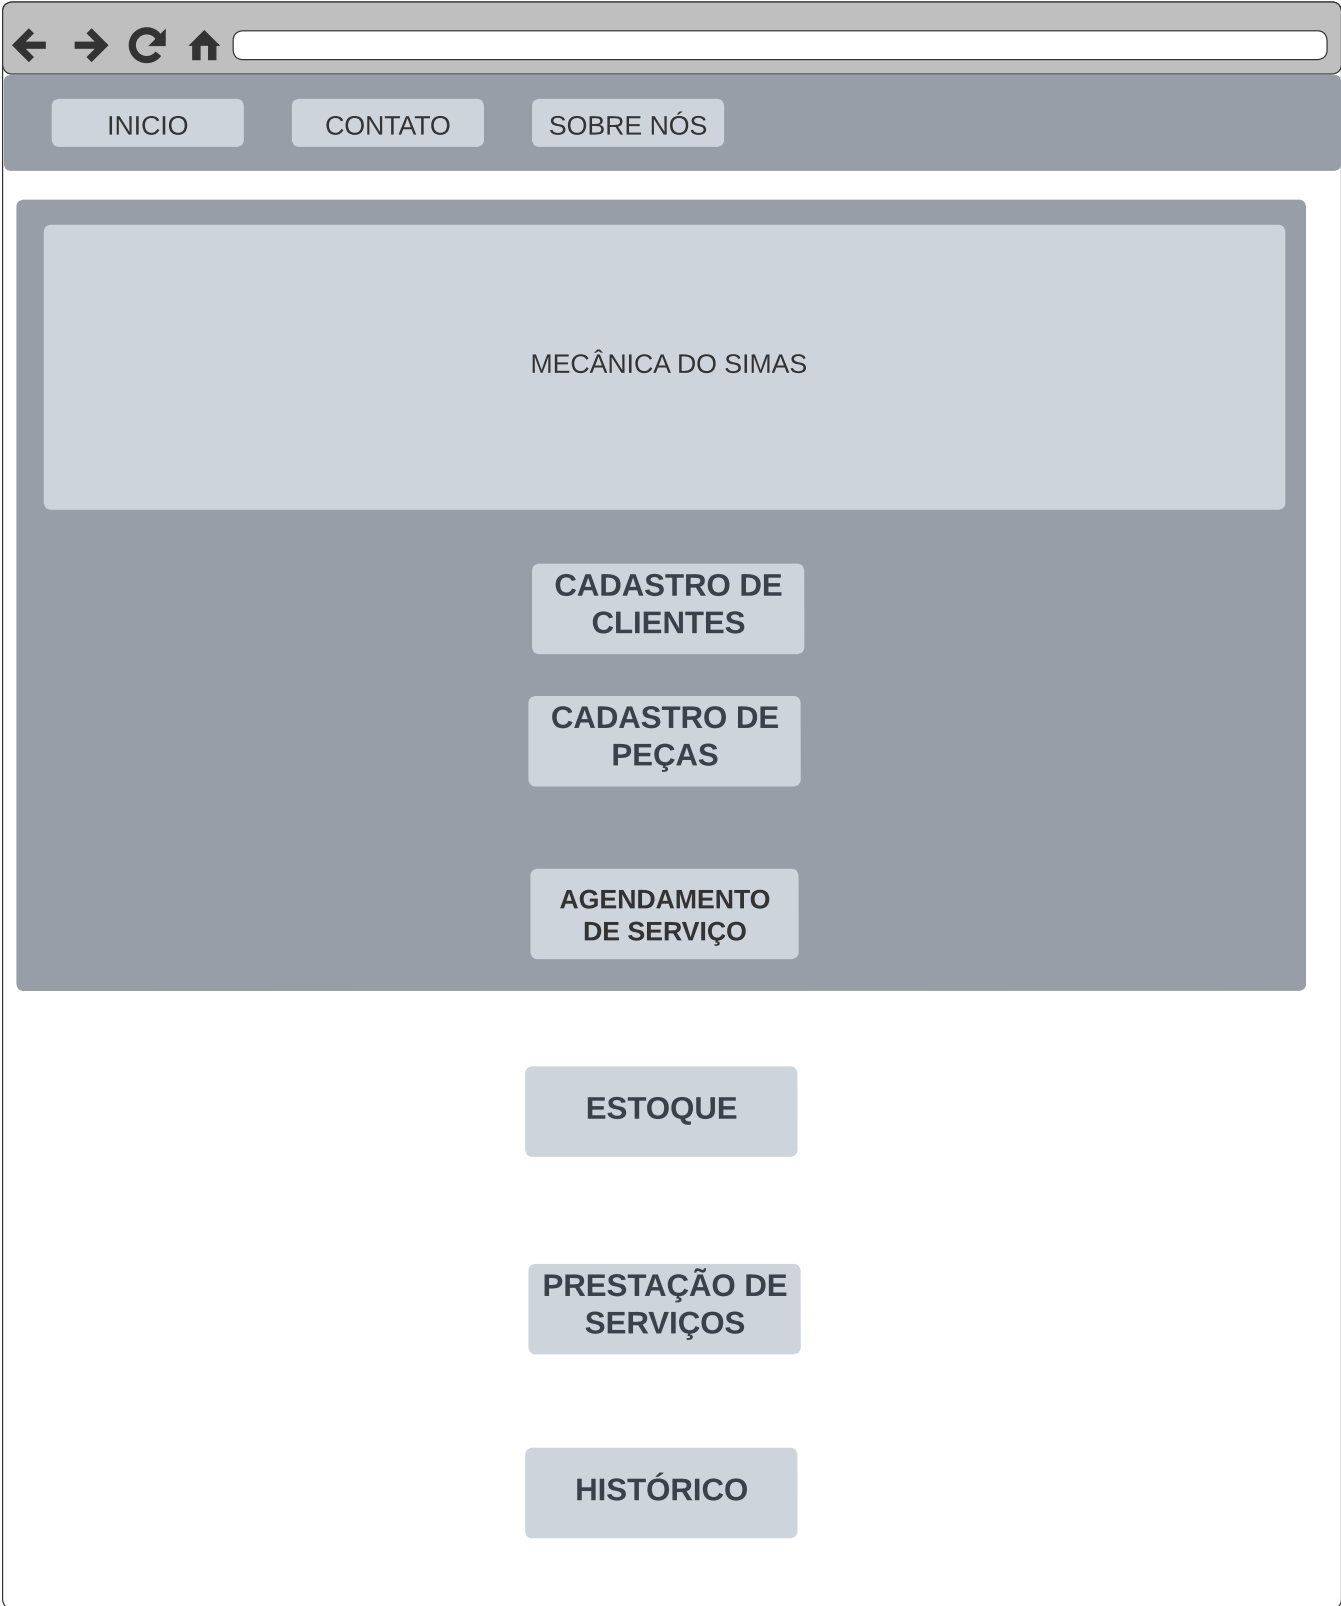 INICIO
CONTATO
SOBRE NÓS
MECÂNICA DO SIMAS
CADASTRO DE
CLIENTES
CADASTRO DE
PEÇAS
AGENDAMENTO
DE SERVIÇO
ESTOQUE
PRESTAÇÃO DE
SERVIÇOS
HISTÓRICO